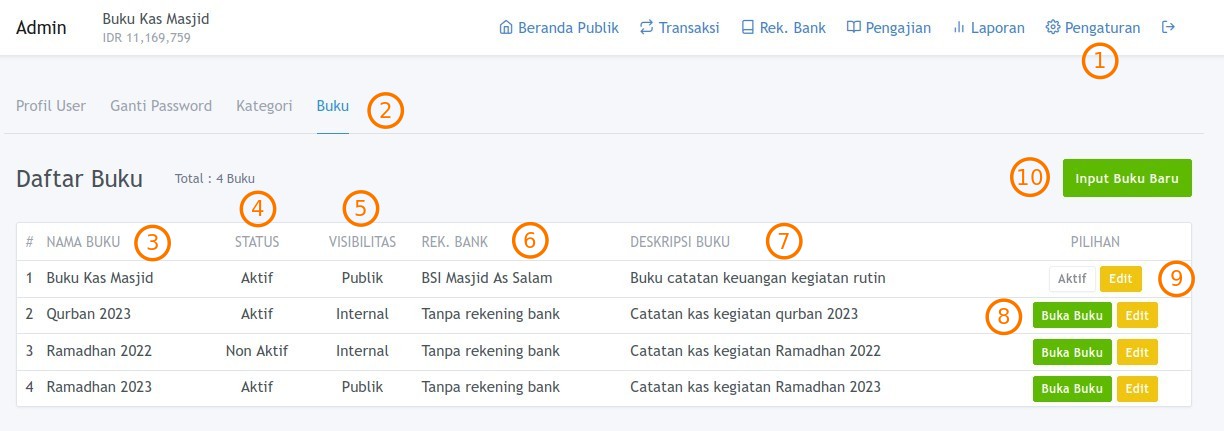 Admin Buku Kas Masjid Beranda Publik Transaksi Rek. Bank Pengajian Laporan Pengaturan
IDR 11,169,759
1
Profil User Ganti Password Kategori Buku 2
Daftar Buku Total : 4 Buku 10 Input Buku Baru
4 5
# NAMA BUKU 3 STATUS VISIBILITAS REK. BANK 6 DESKRIPSI BUKU 7 PILIHAN
1 Buku Kas Masjid Aktif Publik BSI Masjid As Salam Buku catatan keuangan kegiatan rutin Aktif Edit 9
2 Qurban 2023 Aktif Internal Tanpa rekening bank Catatan kas kegiatan qurban 2023 8 Buka Buku Edit
3 Ramadhan 2022 Non Aktif Internal Tanpa rekening bank Catatan kas kegiatan Ramadhan 2022 Buka Buku Edit
4 Ramadhan 2023 Aktif Publik Tanpa rekening bank Catatan kas kegiatan Ramadhan 2023 Buka Buku Edit